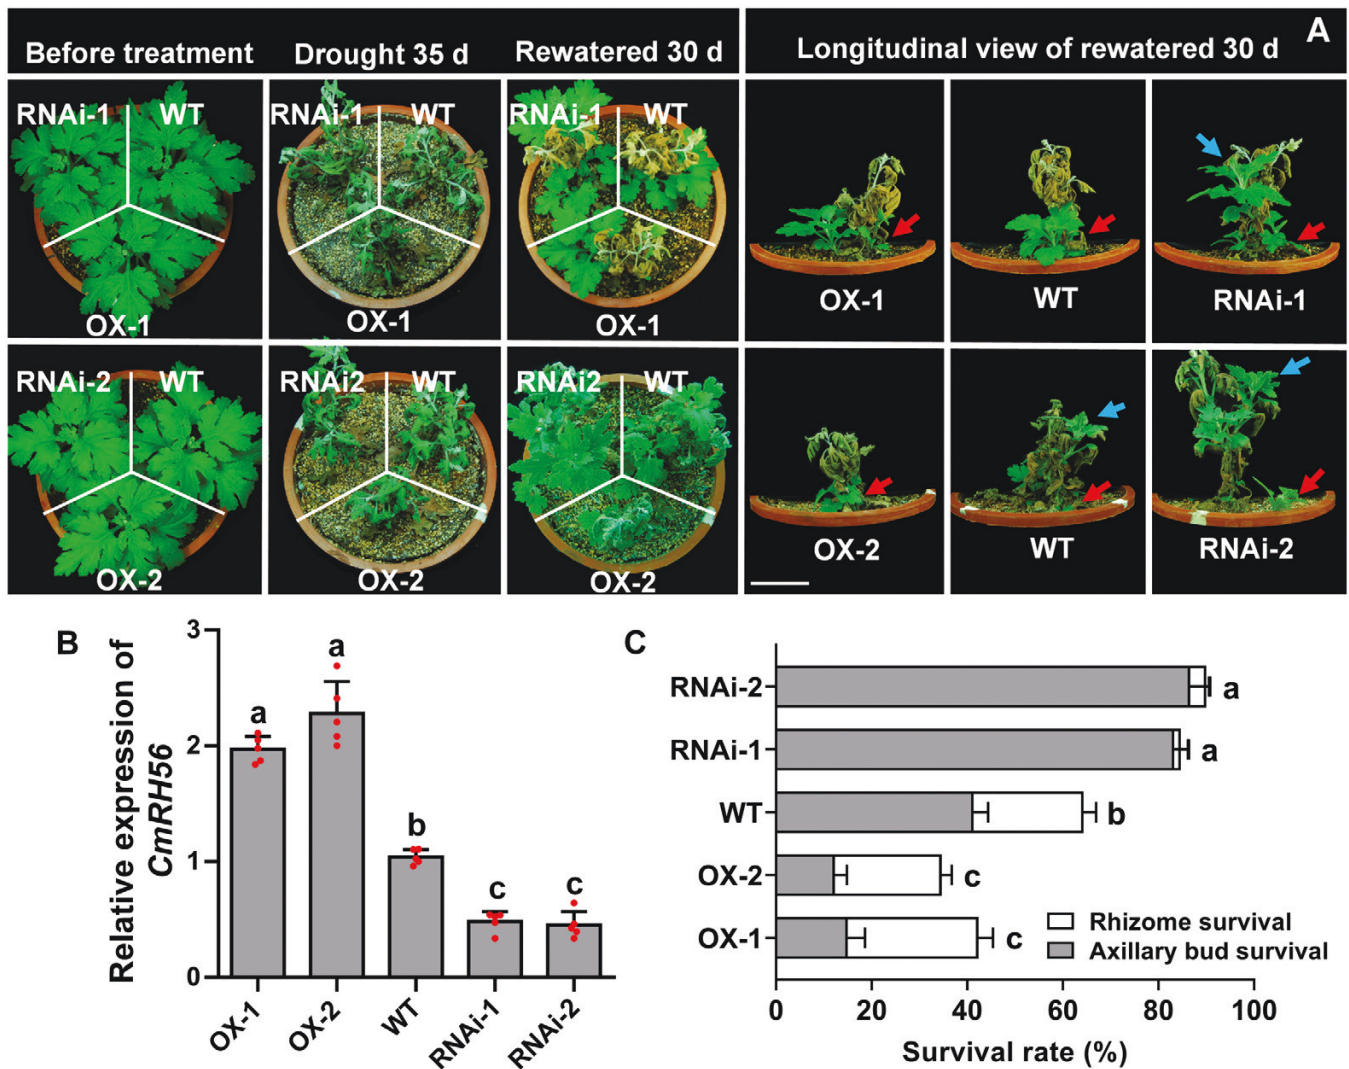 Before treatment
Drought 35 d
Rewatered 30 d
Longitudinal view of rewatered 30 d
A
RNAi-1
WT
OX-1
RNAi-1
WT
OX-1
RNAi-1
WT
OX-1
OX-1
WT
RNAi-1
RNAi-2
WT
OX-2
RNAi2
WT
OX-2
RNAi2
WT
OX-2
OX-2
WT
RNAi-2
B
Relative expression of
CmRH56
3
2
1
0
a
a
b
c
c
OX-1
OX-2
WT
RNAi-1
RNAi-2
C
RNAi-2
a
RNAi-1
a
WT
b
OX-2
c
OX-1
c
Rhizome survival
Axillary bud survival
0
20
40
60
80
100
Survival rate (%)